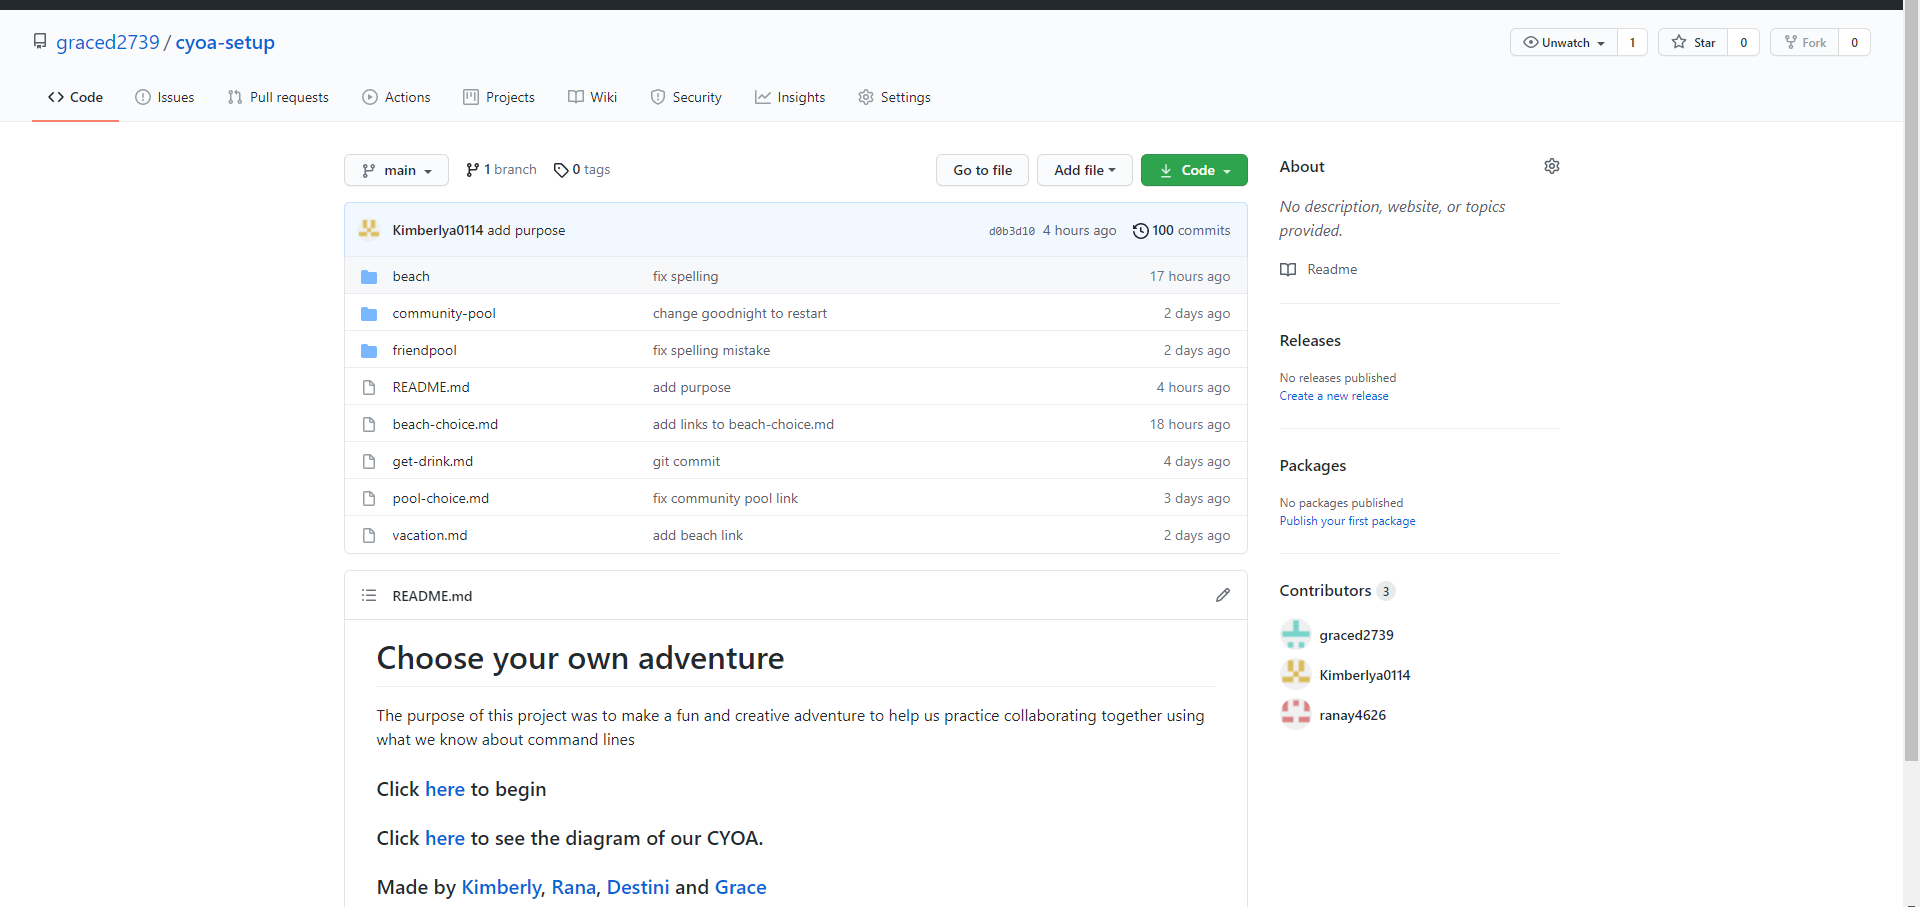 graced2739 / cyoa-setup
Unwatch 1 Star 0 Fork 0
Code Issues Pull requests Actions Projects Wiki Security Insights Settings
main 1 branch 0 tags Go to file Add file Code
Kimberlya0114 add purpose d0b3d10 4 hours ago 100 commits
beach fix spelling 17 hours ago
community-pool change goodnight to restart 2 days ago
friendpool fix spelling mistake 2 days ago
README.md add purpose 4 hours ago
beach-choice.md add links to beach-choice.md 18 hours ago
get-drink.md git commit 4 days ago
pool-choice.md fix community pool link 3 days ago
vacation.md add beach link 2 days ago
README.md
Choose your own adventure
The purpose of this project was to make a fun and creative adventure to help us practice collaborating together using
what we know about command lines
Click here to begin
Click here to see the diagram of our CYOA.
Made by Kimberly, Rana, Destini and Grace
About
No description, website, or topics
provided.
Readme
Releases
No releases published
Create a new release
Packages
No packages published
Publish your first package
Contributors 3
graced2739
Kimberlya0114
ranay4626